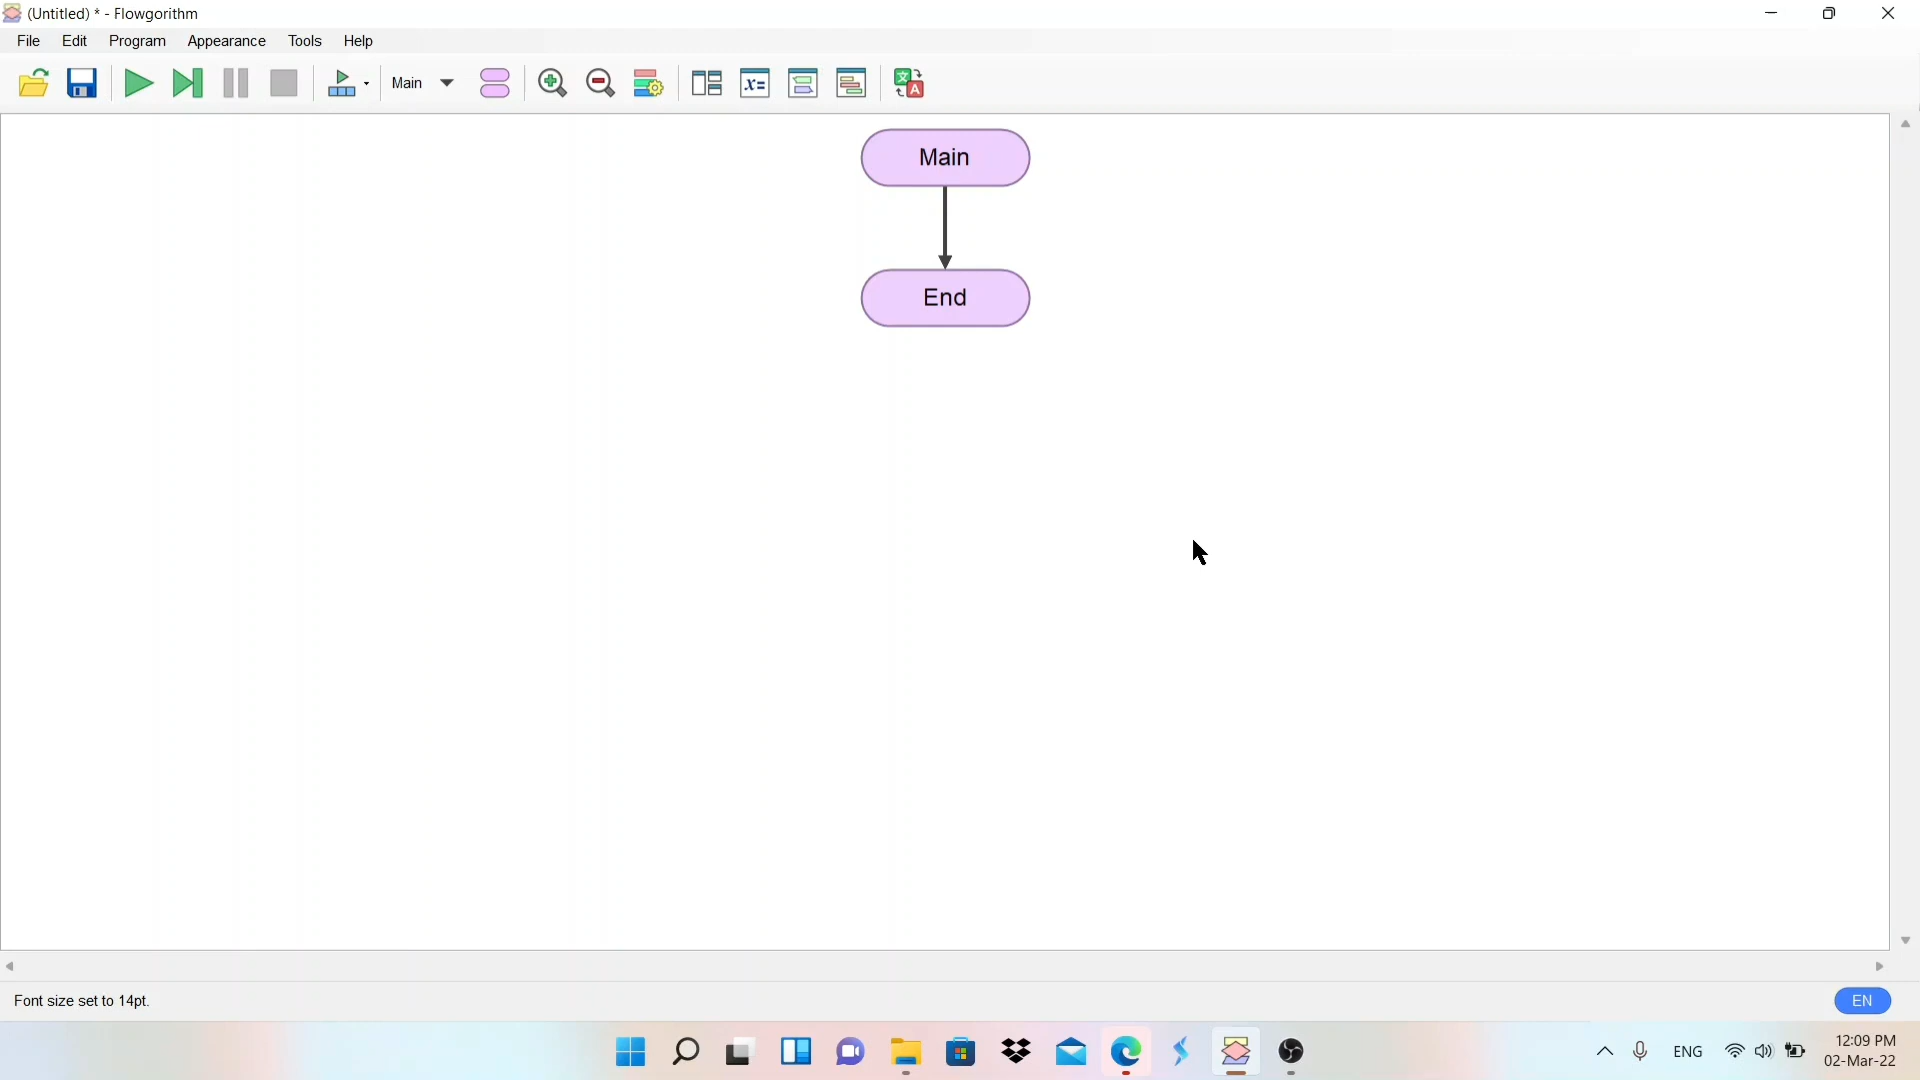 (Untitled) * - Flowgorithm
File Edit Program Appearance Tools Help
Main
x=
文
A
Main
End
Font size set to 14pt.
EN
ENG
12:09 PM
02-Mar-22